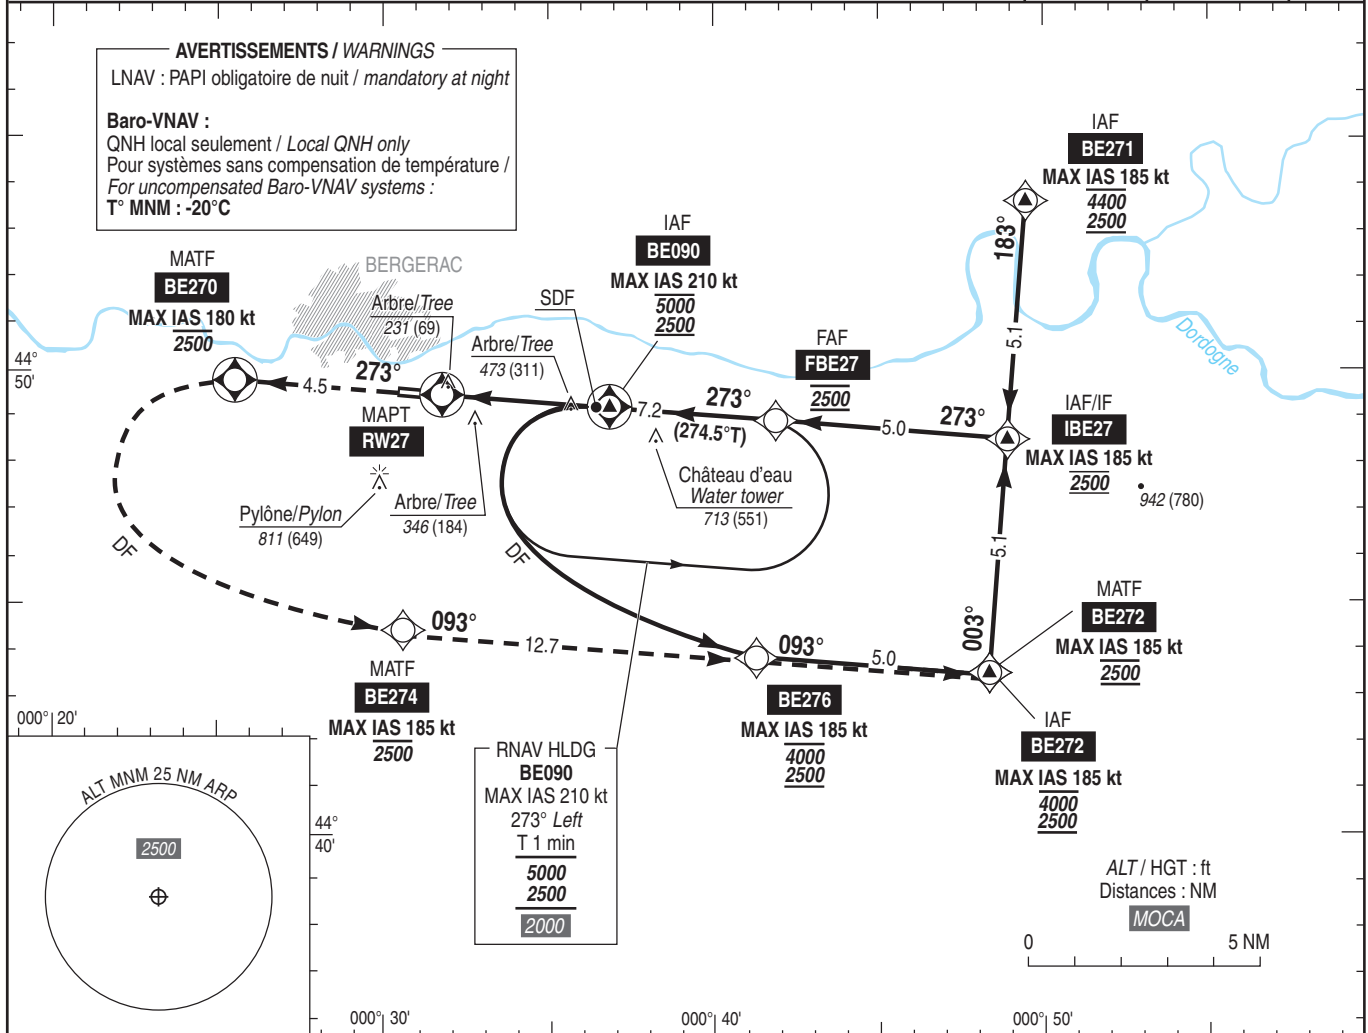 AVERTISSEMENTS / WARNINGS
LNAV : PAPI obligatoire de nuit / mandatory at night
Baro-VNAV :
QNH local seulement / Local QNH only
Pour systèmes sans compensation de température /
For uncompensated Baro-VNAV systems :
T° MNM : -20°C
IAF
BE271
MAX IAS 185 kt
4400
2500
183°
5.1
Dordogne
IAF
BE090
MAX IAS 210 kt
5000
2500
MATF
BE270
MAX IAS 180 kt
2500
BERGERAC
Arbre/Tree
231 (69)
SDF
Arbre/Tree
473 (311)
FAF
FBE27
2500
44°
50'
4.5
273°
MAPT
RW27
7.2
273°
(274.5°T)
5.0
273°
IAF/IF
IBE27
MAX IAS 185 kt
2500
942 (780)
Château d'eau
Water tower
713 (551)
Pylône/Pylon
811 (649)
Arbre/Tree
346 (184)
DF
DF
5.1
003°
MATF
BE272
MAX IAS 185 kt
2500
093°
12.7
093°
5.0
MATF
BE274
MAX IAS 185 kt
2500
BE276
MAX IAS 185 kt
4000
2500
IAF
BE272
MAX IAS 185 kt
4000
2500
000° 20'
ALT MNM 25 NM ARP
2500
44°
40'
RNAV HLDG
BE090
MAX IAS 210 kt
273° Left
T 1 min
5000
2500
2000
ALT / HGT : ft
Distances : NM
MOCA
0 5 NM
000° 30'
000° 40'
000° 50'